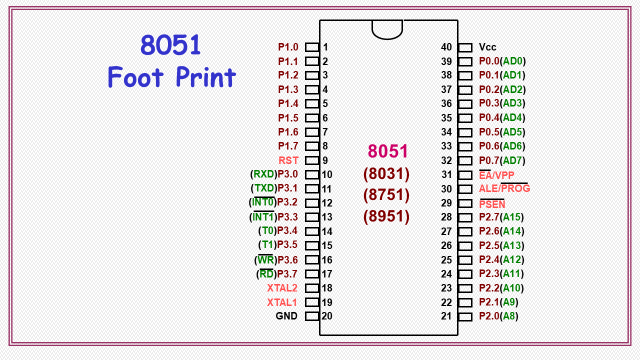 8051
Foot Print
P1.0 1 40 Vcc
P1.1 2 39 P0.0(AD0)
P1.2 3 38 P0.1(AD1)
P1.3 4 37 P0.2(AD2)
P1.4 5 36 P0.3(AD3)
P1.5 6 35 P0.4(AD4)
P1.6 7 34 P0.5(AD5)
P1.7 8 33 P0.6(AD6)
RST 9 8051 32 P0.7(AD7)
(RXD)P3.0 10 (8031) 31 E̅A̅/VPP
(TXD)P3.1 11 (8751) 30 ALE/P̅R̅O̅G̅
(I̅N̅T̅0̅)P3.2 12 (8951) 29 P̅S̅E̅N̅
(I̅N̅T̅1̅)P3.3 13 28 P2.7(A15)
(T0)P3.4 14 27 P2.6(A14)
(T1)P3.5 15 26 P2.5(A13)
(W̅R̅)P3.6 16 25 P2.4(A12)
(R̅D̅)P3.7 17 24 P2.3(A11)
XTAL2 18 23 P2.2(A10)
XTAL1 19 22 P2.1(A9)
GND 20 21 P2.0(A8)